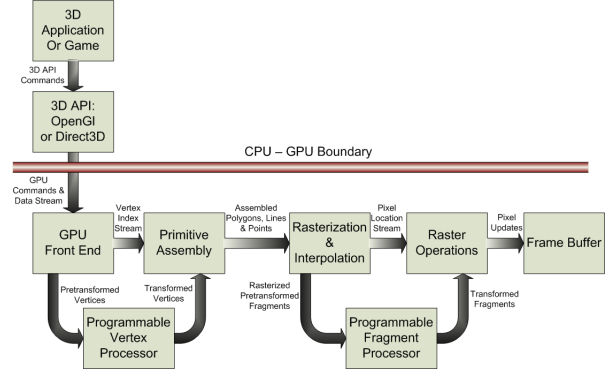 3D
Application
Or Game
3D API
Commands
3D API:
OpenGl
or Direct3D
CPU – GPU Boundary
GPU
Commands &
Data Stream
GPU
Front End
Vertex
Index
Stream
Primitive
Assembly
Assembled
Polygons, Lines
& Points
Rasterization
&
Interpolation
Pixel
Location
Stream
Raster
Operations
Pixel
Updates
Frame Buffer
Pretransformed
Vertices
Transformed
Vertices
Rasterized
Pretransformed
Fragments
Transformed
Fragments
Programmable
Vertex
Processor
Programmable
Fragment
Processor